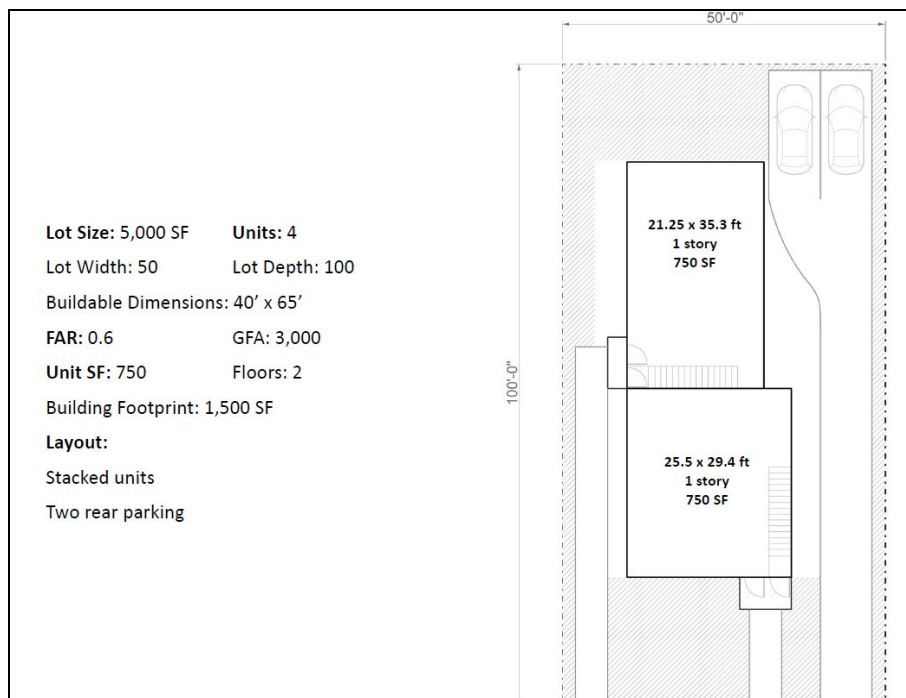 50'-0"
Lot Size: 5,000 SF Units: 4
Lot Width: 50 Lot Depth: 100
Buildable Dimensions: 40’ x 65’
FAR: 0.6 GFA: 3,000
Unit SF: 750 Floors: 2
Building Footprint: 1,500 SF
Layout:
Stacked units
Two rear parking
100'-0"
21.25 x 35.3 ft
1 story
750 SF
25.5 x 29.4 ft
1 story
750 SF